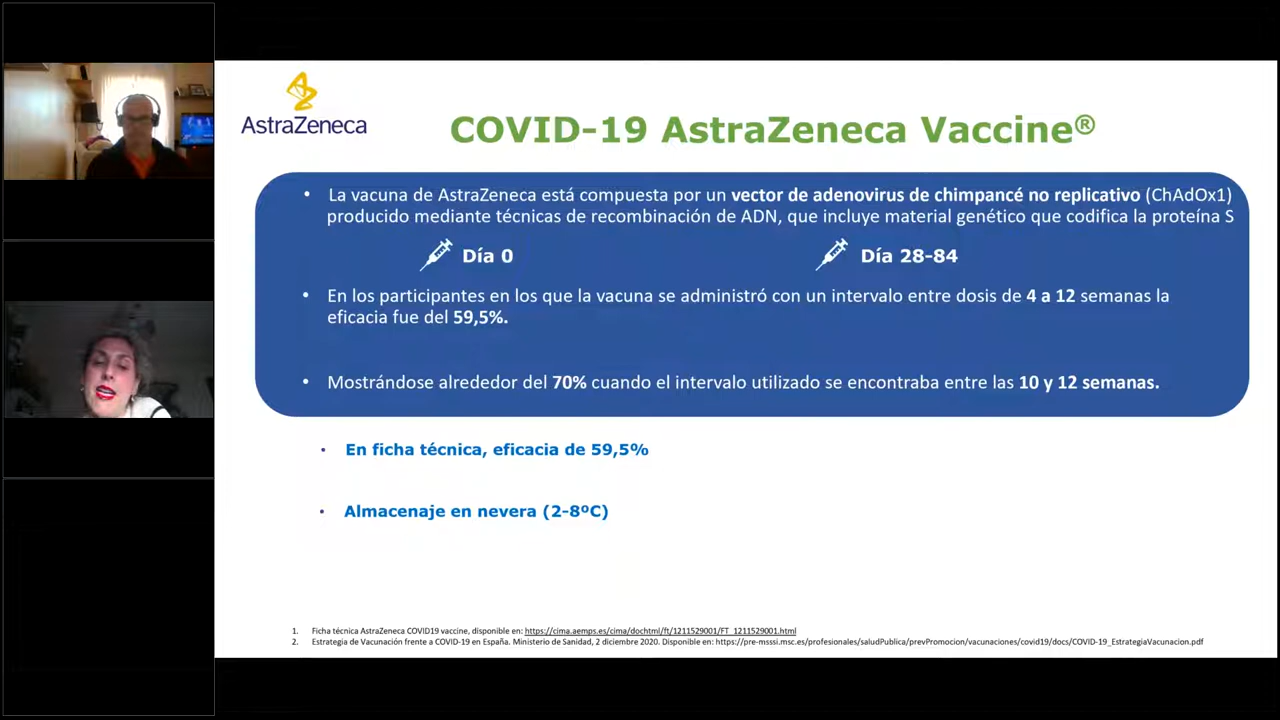 AstraZeneca
COVID-19 AstraZeneca Vaccine®
• La vacuna de AstraZeneca está compuesta por un vector de adenovirus de chimpancé no replicativo (ChAdOx1)
producido mediante técnicas de recombinación de ADN, que incluye material genético que codifica la proteína S
Día 0
Día 28-84
• En los participantes en los que la vacuna se administró con un intervalo entre dosis de 4 a 12 semanas la
eficacia fue del 59,5%.
• Mostrándose alrededor del 70% cuando el intervalo utilizado se encontraba entre las 10 y 12 semanas.
• En ficha técnica, eficacia de 59,5%
• Almacenaje en nevera (2-8ºC)
1. Ficha técnica AstraZeneca COVID19 vaccine, disponible en: https://cima.aemps.es/cima/dochtml/ft/1211529001/FT_1211529001.html
2. Estrategia de Vacunación frente a COVID-19 en España. Ministerio de Sanidad, 2 diciembre 2020. Disponible en: https://pre-msssi.msc.es/profesionales/saludPublica/prevPromocion/vacunaciones/covid19/docs/COVID-19_EstrategiaVacunacion.pdf